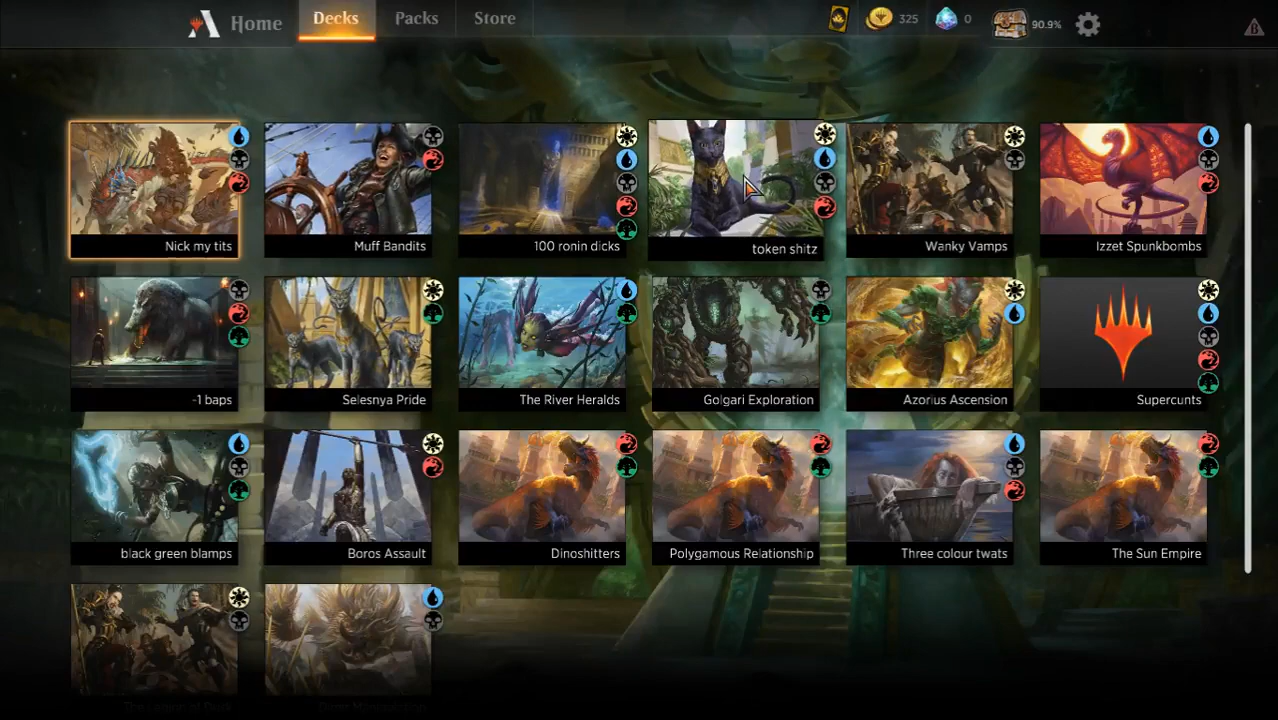 Home
Decks
Packs
Store
325
0
90.9%
B
Nick my tits
Muff Bandits
100 ronin dicks
token shitz
Wanky Vamps
Izzet Spunkbombs
-1 baps
Selesnya Pride
The River Heralds
Golgari Exploration
Azorius Ascension
Supercunts
black green blamps
Boros Assault
Dinoshitters
Polygamous Relationship
Three colour twats
The Sun Empire